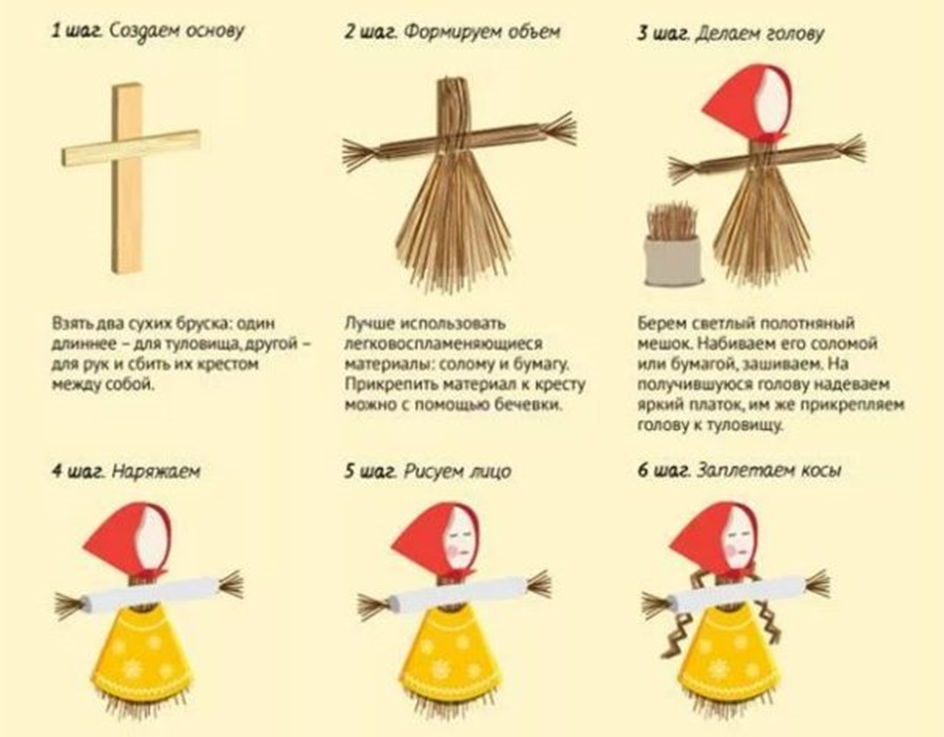 1 шаг. Создаем основу
2 шаг. Формируем объем
3 шаг. Делаем голову
Взять два сухих бруска: один
длиннее – для туловища, другой –
для рук и сбить их крестом
между собой.
Лучше использовать
легковоспламеняющиеся
материалы: солому и бумагу.
Прикрепить материал к кресту
можно с помощью бечевки.
Берем светлый полотняный
мешок. Набиваем его соломой
или бумагой, зашиваем. На
получившуюся голову надеваем
яркий платок, им же прикрепляем
голову к туловищу.
4 шаг. Наряжаем
5 шаг. Рисуем лицо
6 шаг. Заплетаем косы